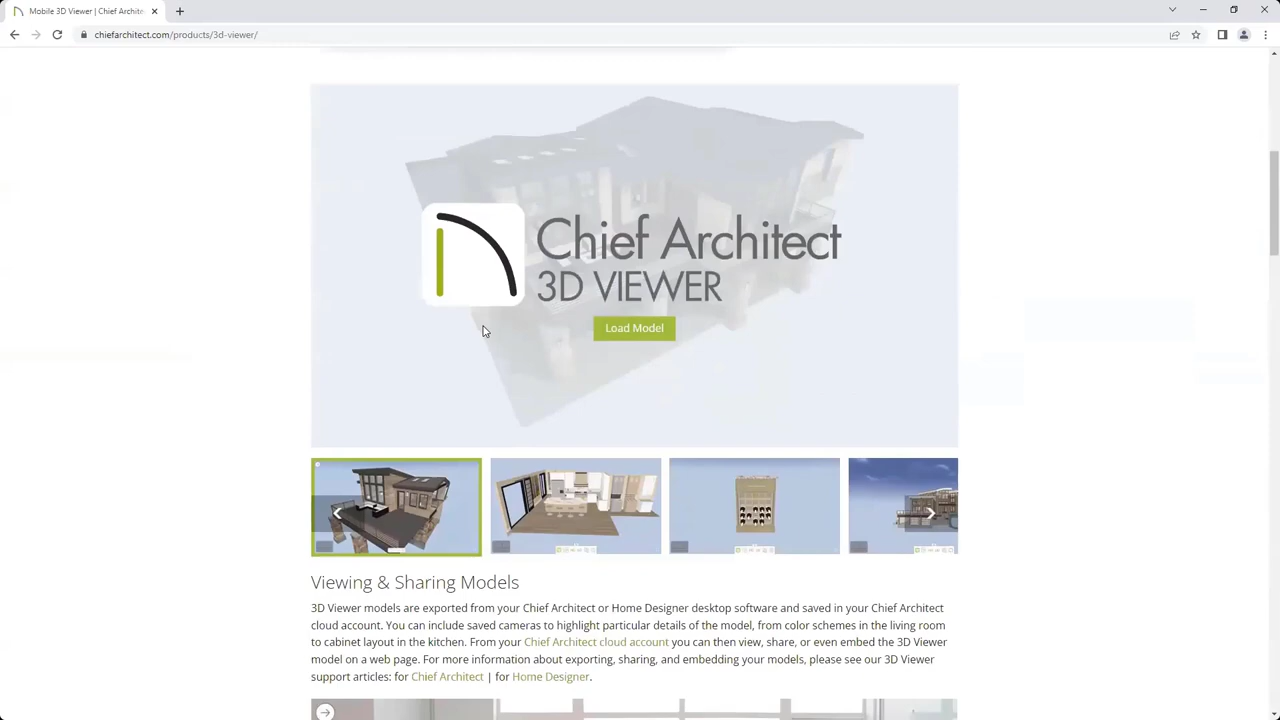 Mobile 3D Viewer | Chief Archite
chiefarchitect.com/products/3d-viewer/
Chief Architect
3D VIEWER
Load Model
Viewing & Sharing Models
3D Viewer models are exported from your Chief Architect or Home Designer desktop software and saved in your Chief Architect
cloud account. You can include saved cameras to highlight particular details of the model, from color schemes in the living room
to cabinet layout in the kitchen. From your Chief Architect cloud account you can then view, share, or even embed the 3D Viewer
model on a web page. For more information about exporting, sharing, and embedding your models, please see our 3D Viewer
support articles: for Chief Architect | for Home Designer.